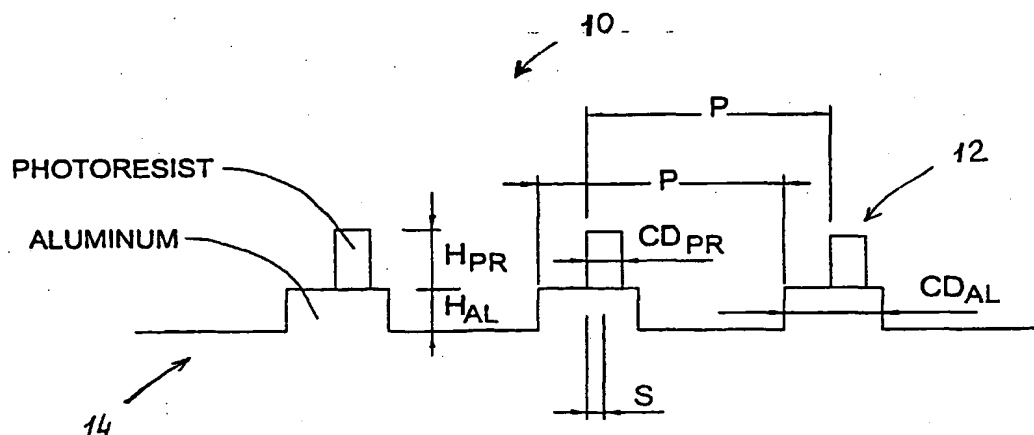 10
P
PHOTORESIST
P
12
ALUMINUM
HPR
CDPR
HAL
CDAL
S
14